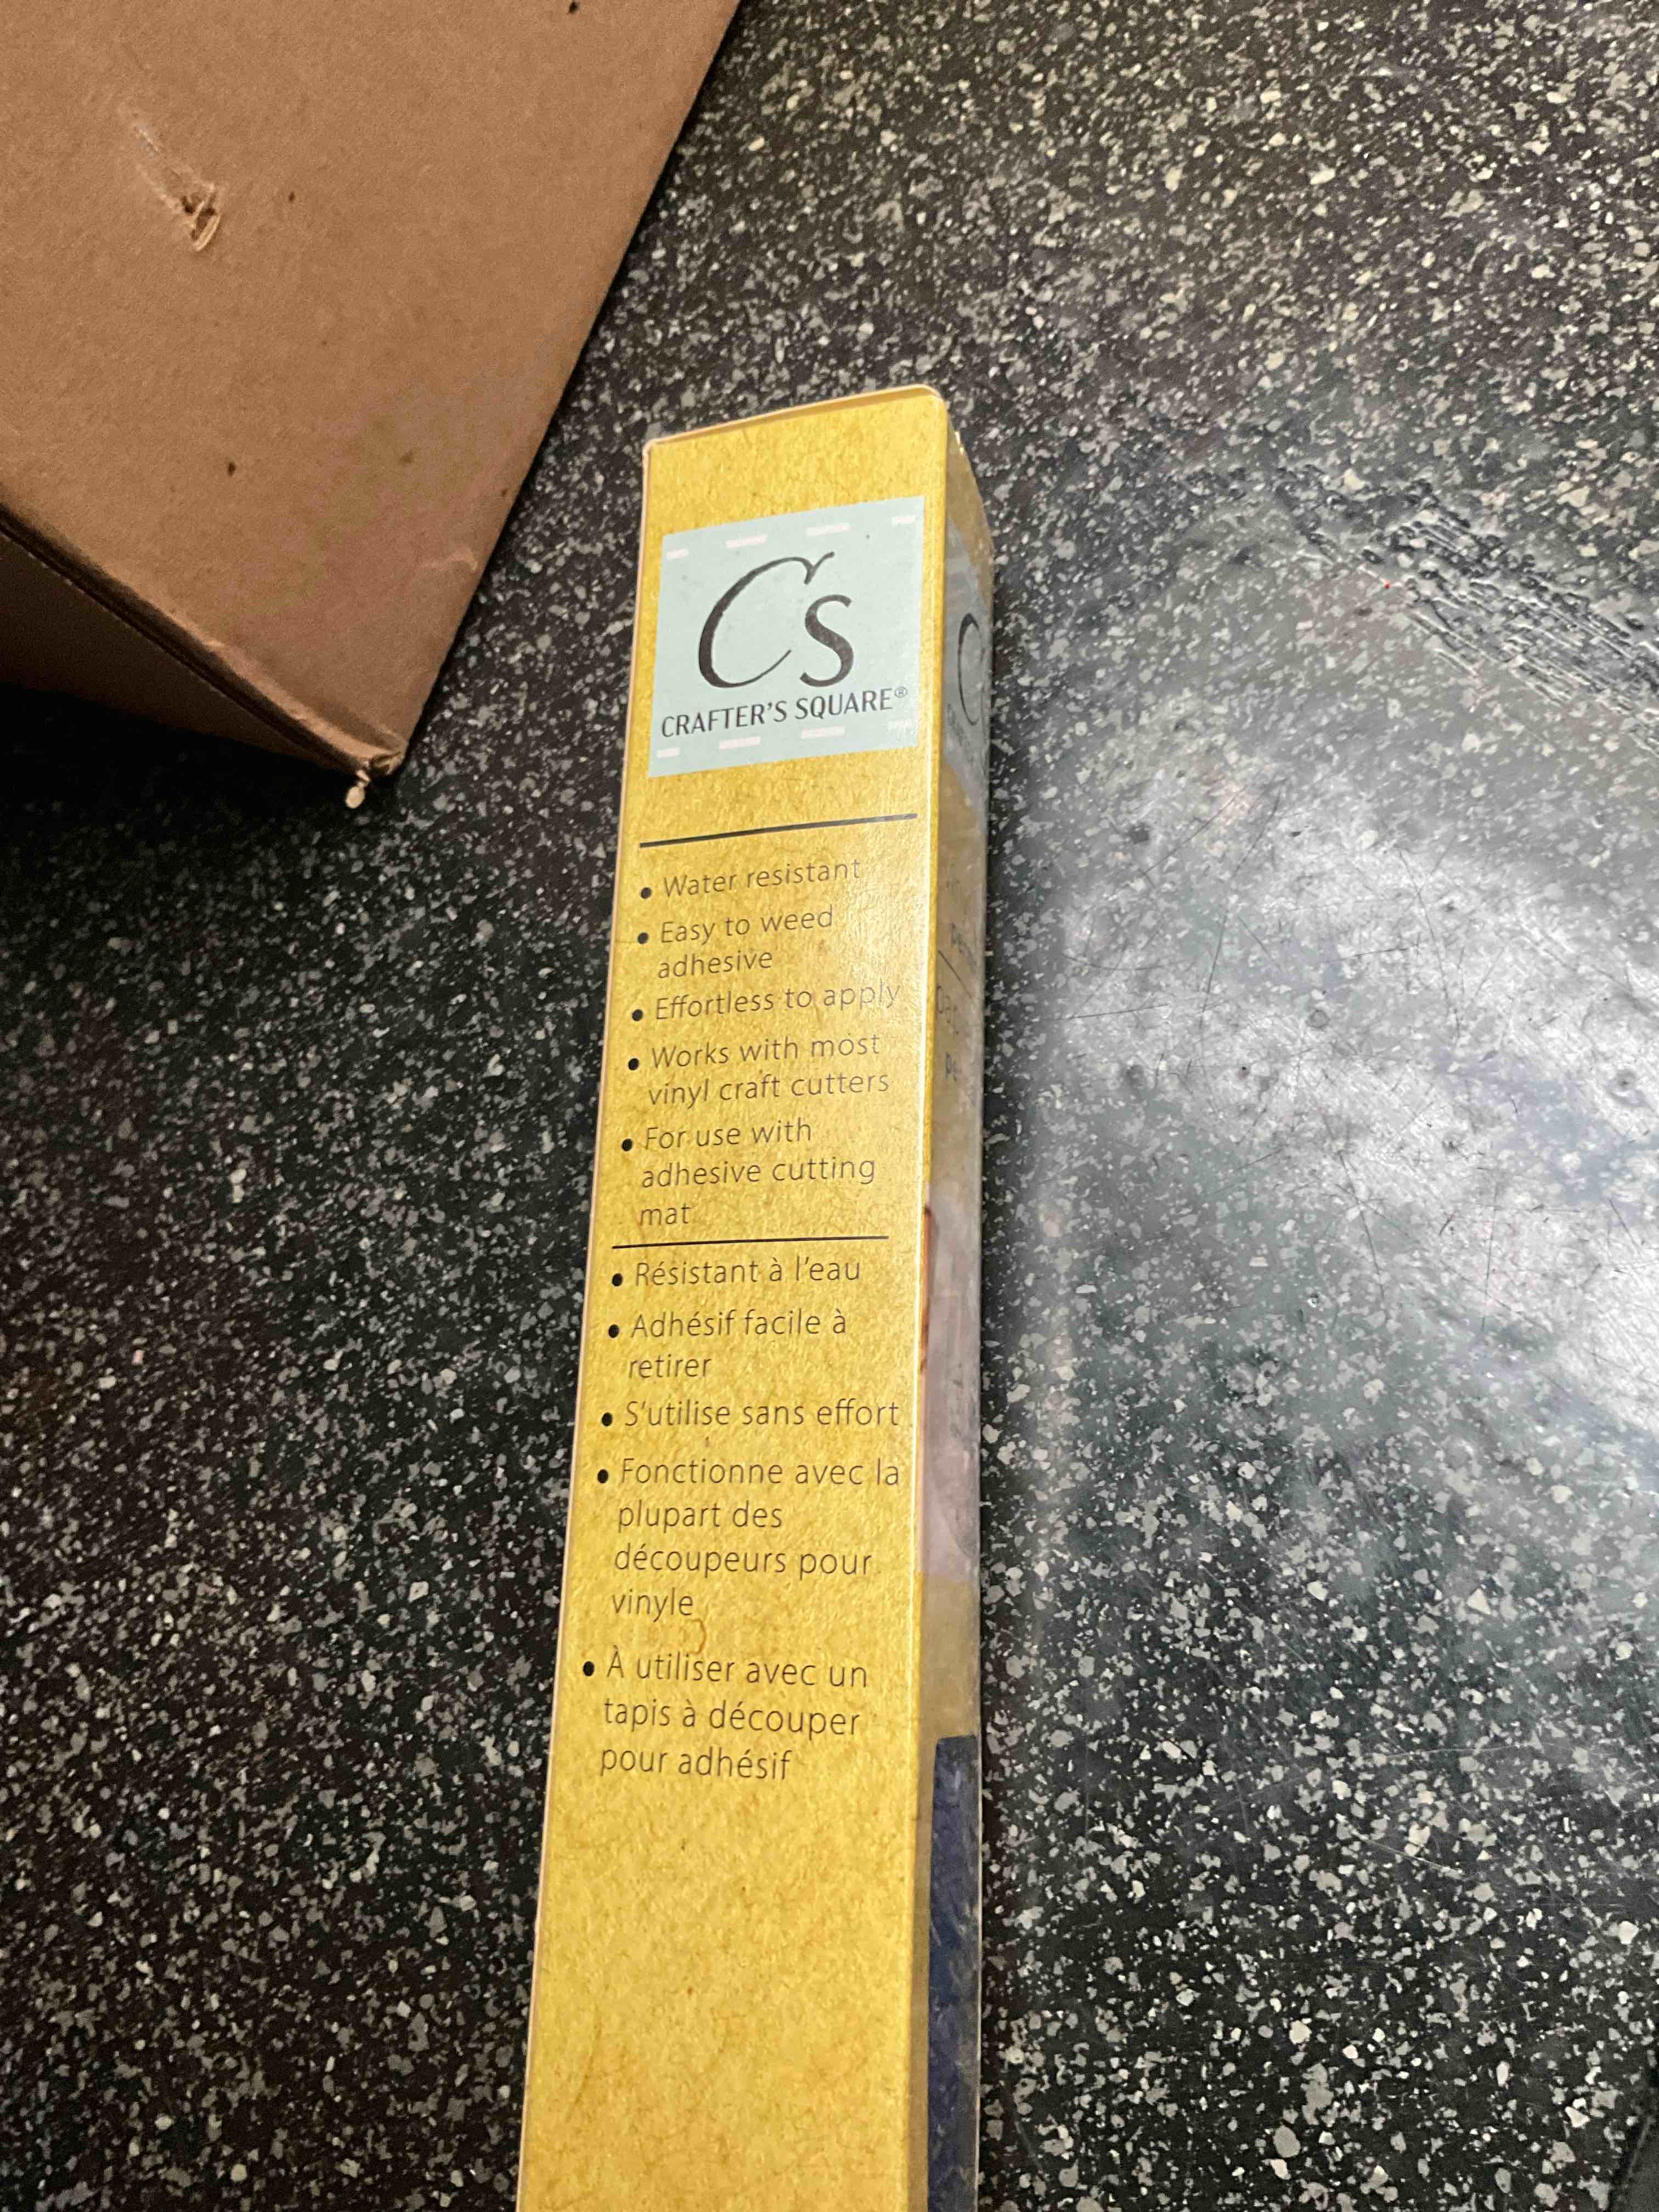 Cs
CRAFTER'S SQUARE®
• Water resistant
• Easy to weed
adhesive
• Effortless to apply
• Works with most
vinyl craft cutters
• For use with
adhesive cutting
mat
• Résistant à l'eau
• Adhésif facile à
retirer
• S'utilise sans effort
• Fonctionne avec la
plupart des
découpeurs pour
vinyle
• À utiliser avec un
tapis à découper
pour adhésif